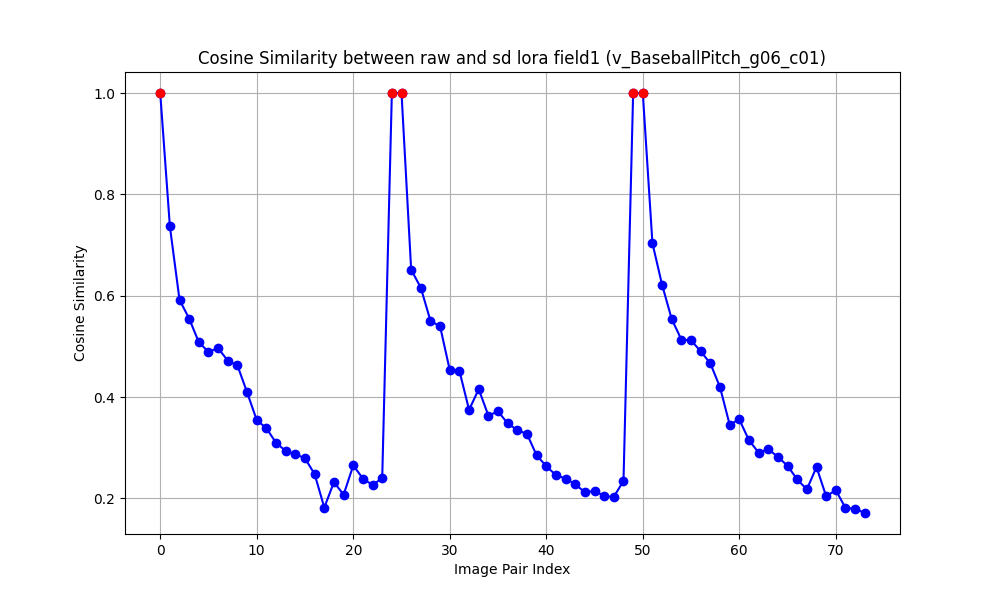 Cosine Similarity between raw and sd lora field1 (v_BaseballPitch_g06_c01)
Cosine Similarity
1.0
0.8
0.6
0.4
0.2
0 10 20 30 40 50 60 70
Image Pair Index